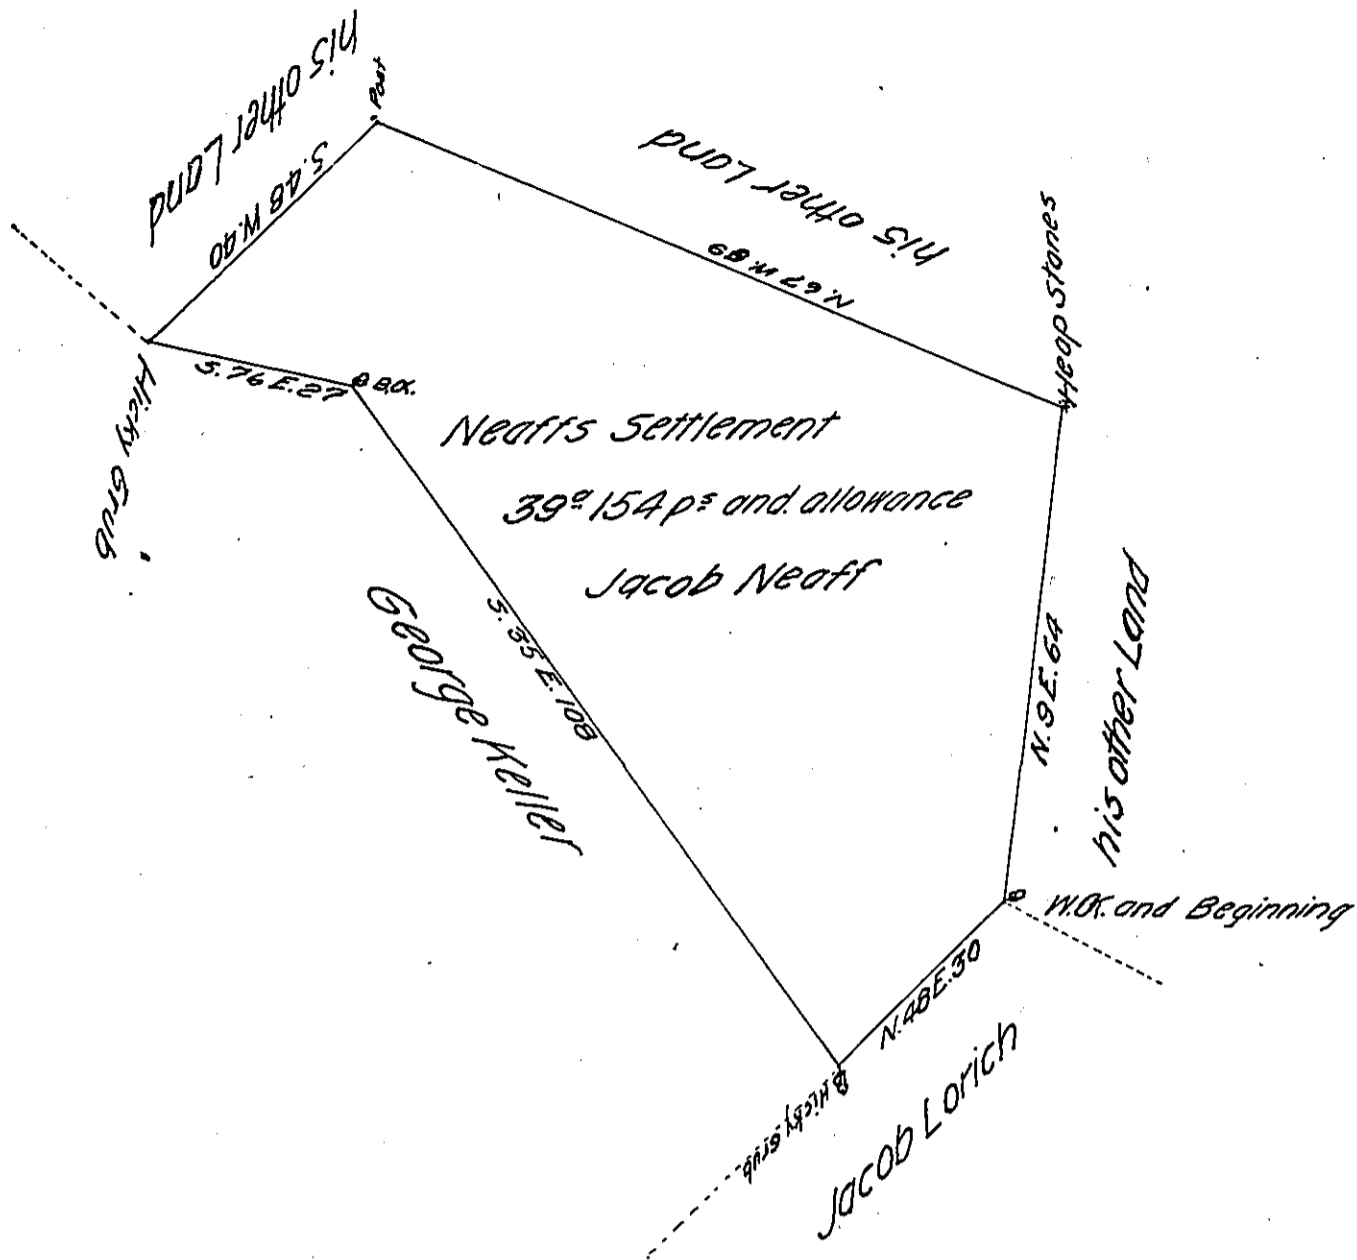 his other Land
Post
S. 48 W. 40
his other Land
N. 67 W. 89
Heap Stones
S. 76 E. 27
B.O.K.
Hicky Grub
Neaffs Settlement
39ª 154 pˢ and allowance
Jacob Neaff
George Keller
S. 35 E. 108
N. 9 E. 64
his other Land
W.OK. and Beginning
N. 48 E. 30
Hicky Grub
Jacob Lorich